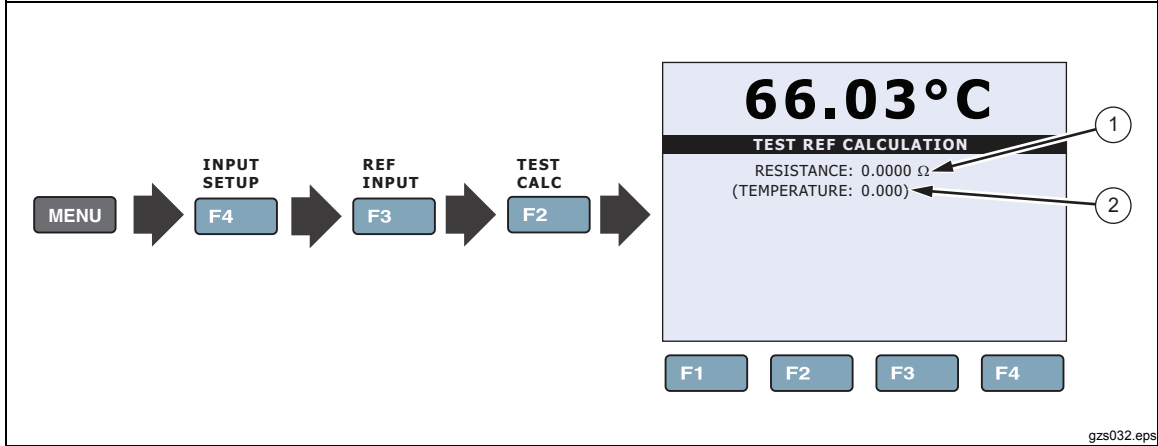 MENU
INPUT
SETUP
F4
REF
INPUT
F3
TEST
CALC
F2
66.03°C
TEST REF CALCULATION
RESISTANCE: 0.0000 Ω
(TEMPERATURE: 0.000)
1
2
F1
F2
F3
F4
gzs032.eps